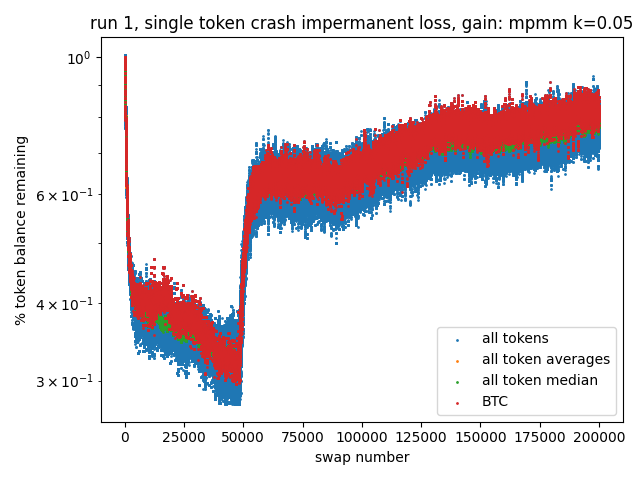 run 1, single token crash impermanent loss, gain: mpmm k=0.05
% token balance remaining
10⁰
6 × 10⁻¹
4 × 10⁻¹
3 × 10⁻¹
all tokens
all token averages
all token median
BTC
0 25000 50000 75000 100000 125000 150000 175000 200000
swap number